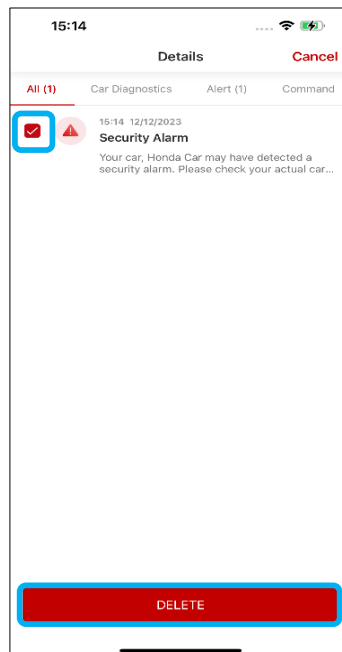 15:14
Details
Cancel
All (1)
Car Diagnostics
Alert (1)
Command
15:14 12/12/2023
Security Alarm
Your car, Honda Car may have detected a
security alarm. Please check your actual car...
DELETE